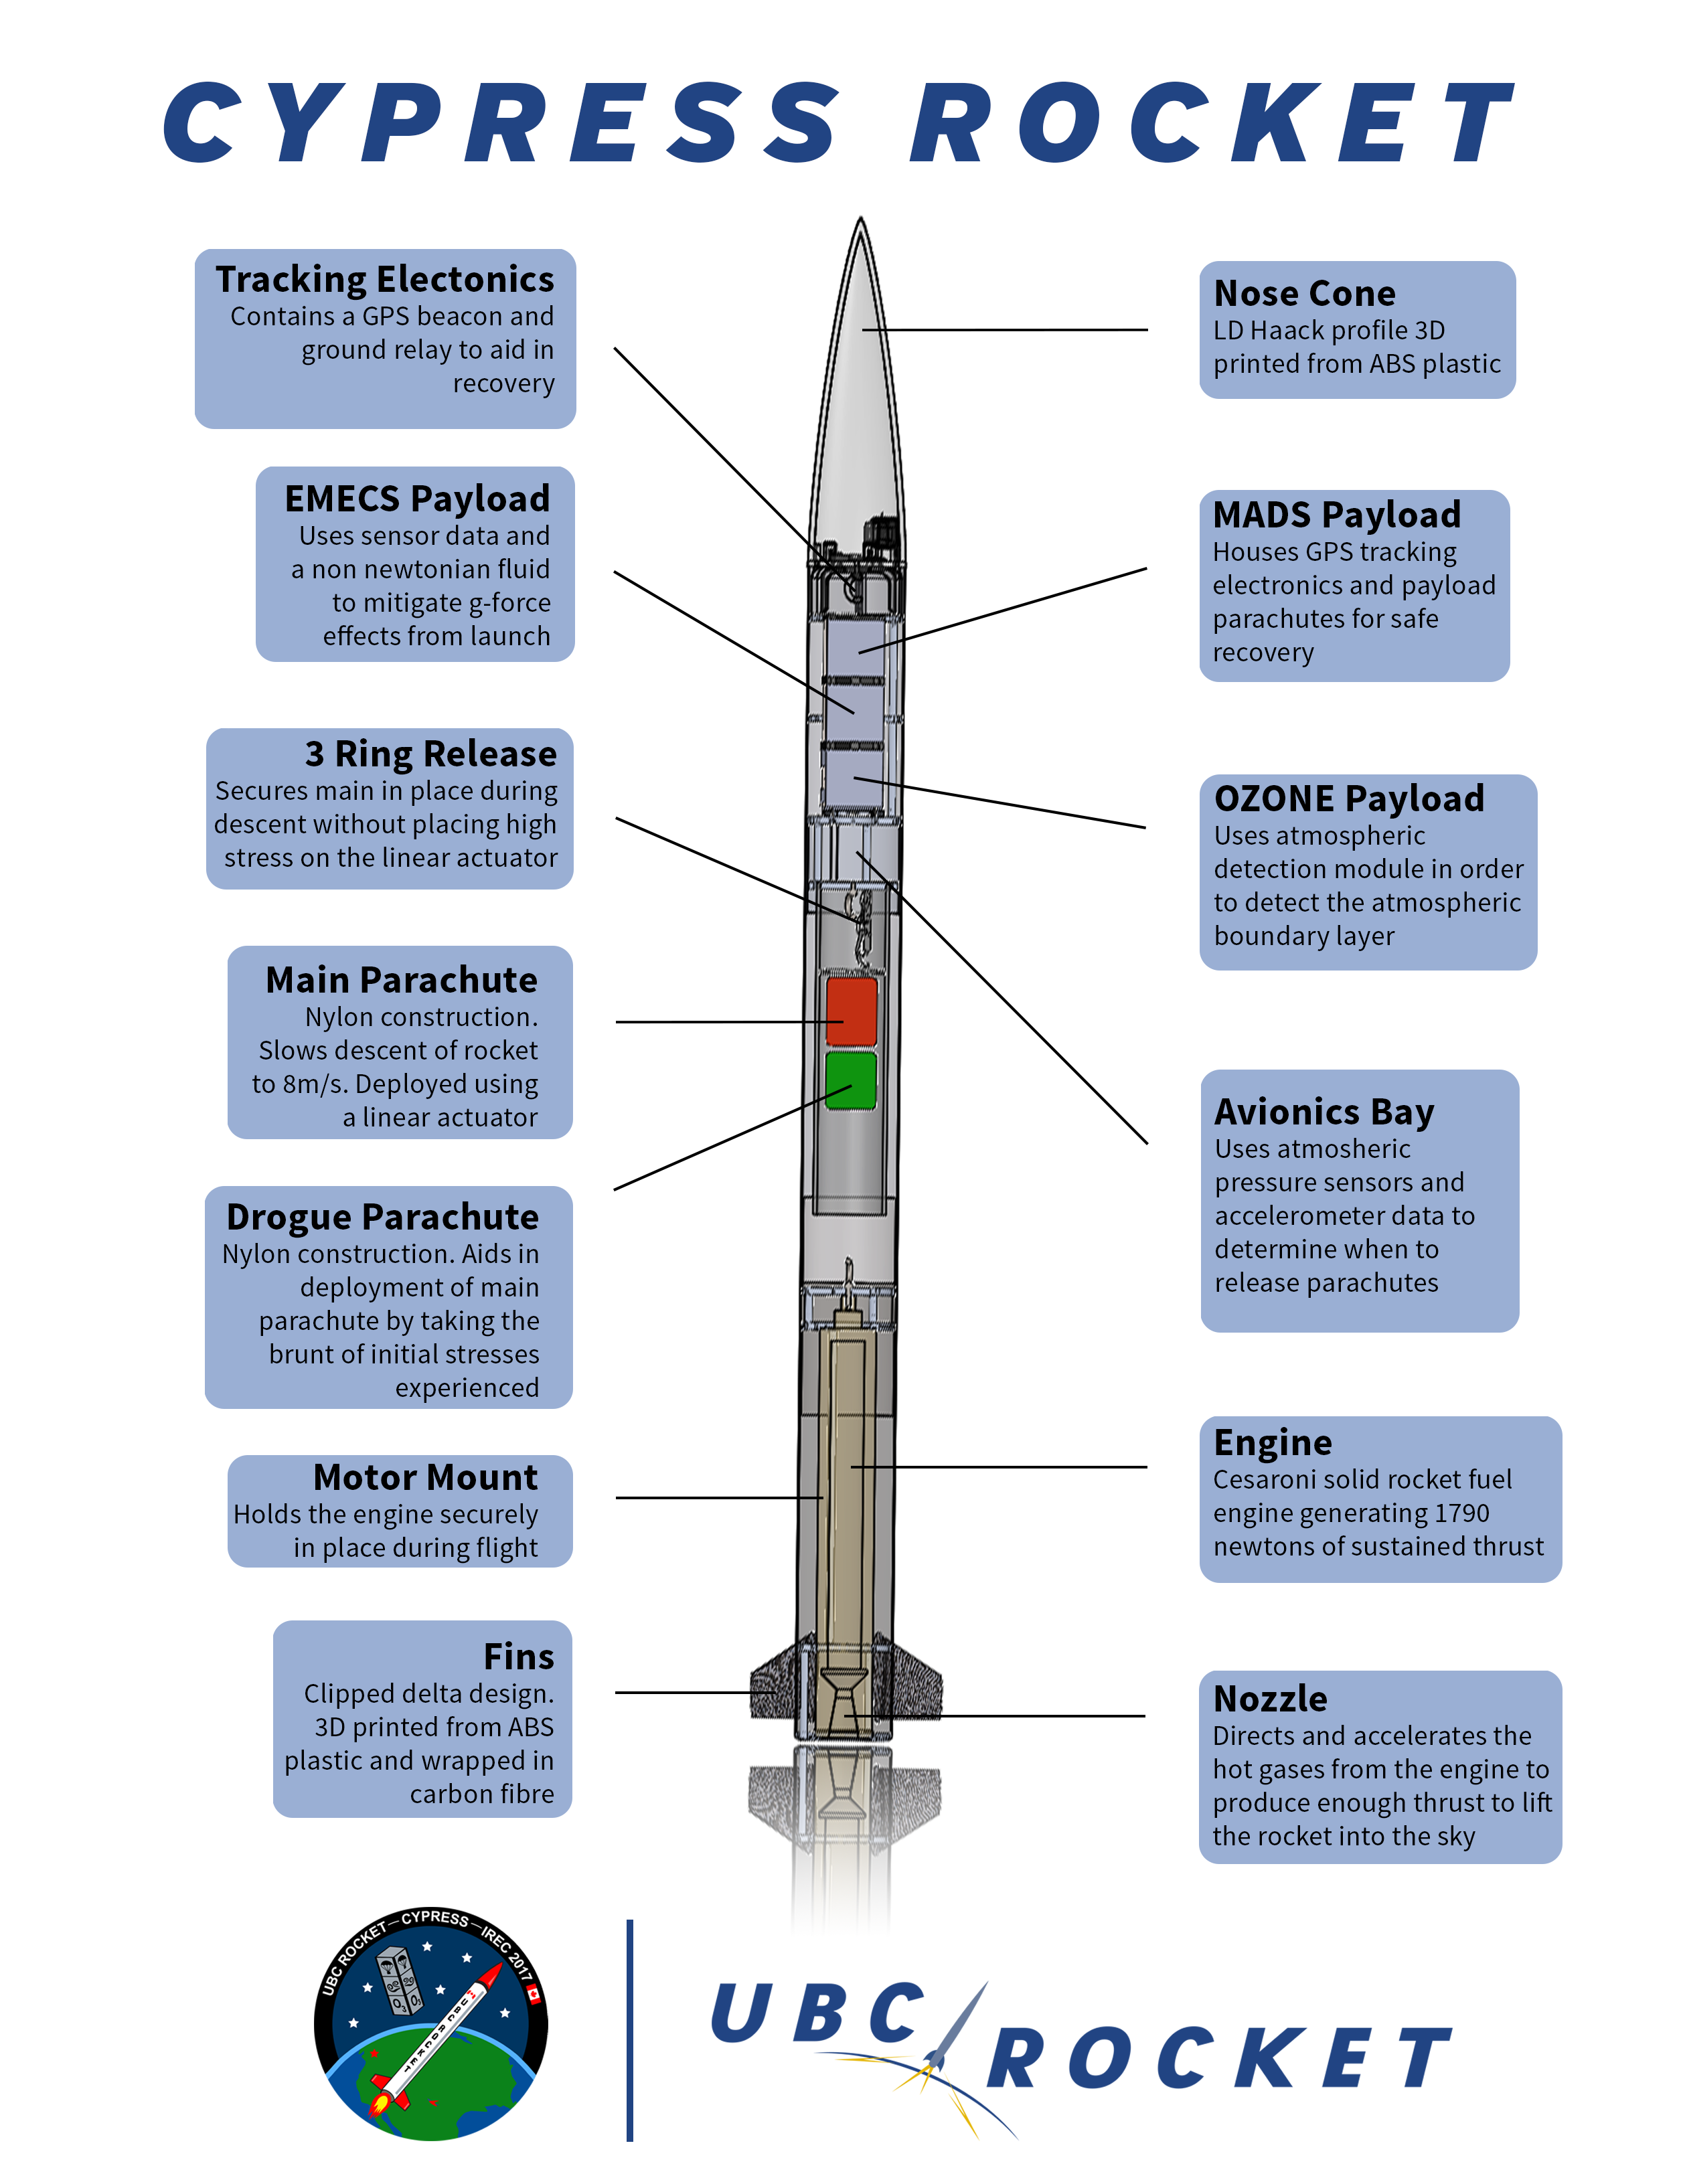 CYPRESS ROCKET
Tracking Electonics
Contains a GPS beacon and
ground relay to aid in
recovery
EMECS Payload
Uses sensor data and
a non newtonian fluid
to mitigate g-force
effects from launch
3 Ring Release
Secures main in place during
descent without placing high
stress on the linear actuator
Main Parachute
Nylon construction.
Slows descent of rocket
to 8m/s. Deployed using
a linear actuator
Drogue Parachute
Nylon construction. Aids in
deployment of main
parachute by taking the
brunt of initial stresses
experienced
Motor Mount
Holds the engine securely
in place during flight
Fins
Clipped delta design.
3D printed from ABS
plastic and wrapped in
carbon fibre
Nose Cone
LD Haack profile 3D
printed from ABS plastic
MADS Payload
Houses GPS tracking
electronics and payload
parachutes for safe
recovery
OZONE Payload
Uses atmospheric
detection module in order
to detect the atmospheric
boundary layer
Avionics Bay
Uses atmosheric
pressure sensors and
accelerometer data to
determine when to
release parachutes
Engine
Cesaroni solid rocket fuel
engine generating 1790
newtons of sustained thrust
Nozzle
Directs and accelerates the
hot gases from the engine to
produce enough thrust to lift
the rocket into the sky
UBC ROCKET—CYPRESS—IREC 2017
O₃ O₃
UBC ROCKET
UBC ROCKET